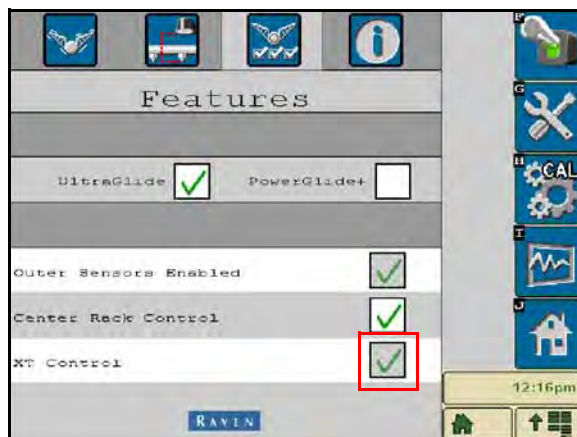 F
Features
G
UltraGlide PowerGlide+
H
CAL
I
Outer Sensors Enabled
Center Rack Control
J
XT Control
12:16pm
RAVEN